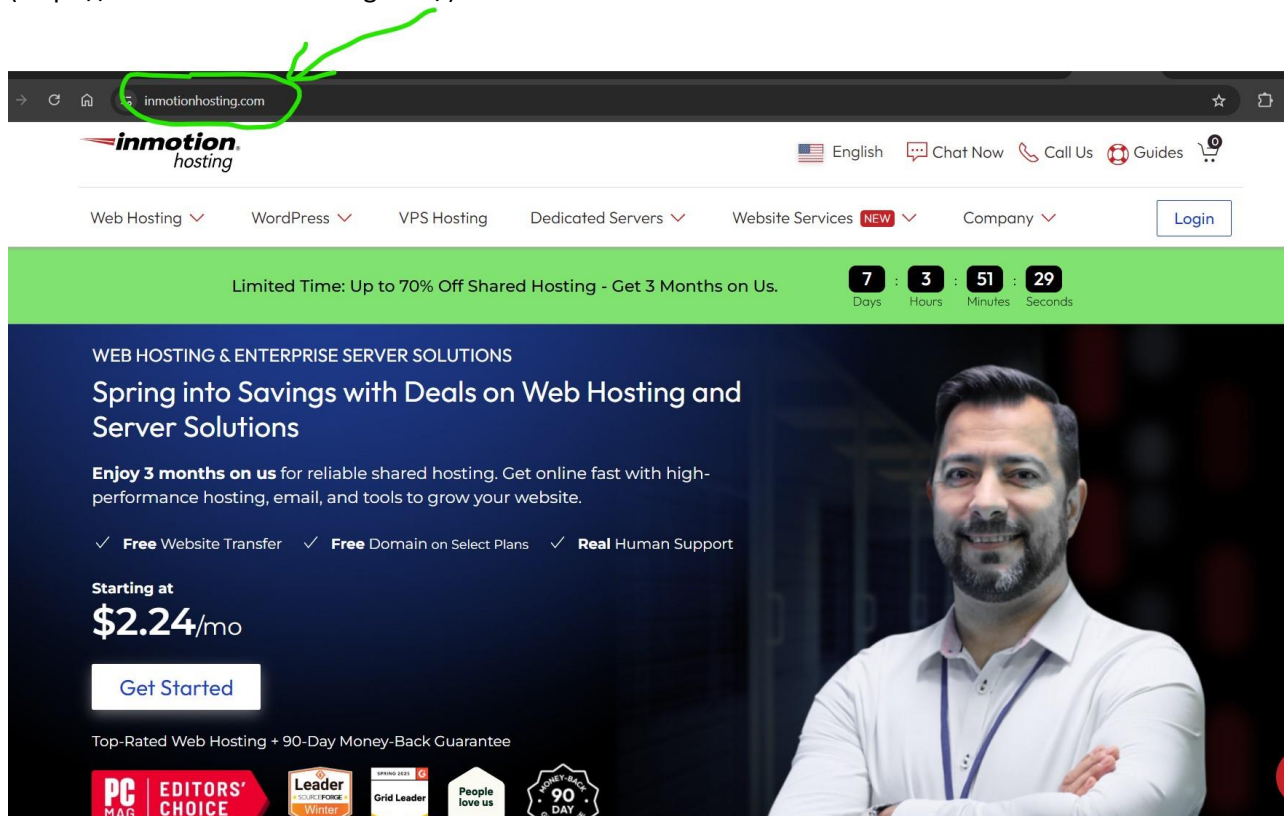 inmotionhosting.com
inmotion
hosting
English Chat Now Call Us Guides 0
Web Hosting WordPress VPS Hosting Dedicated Servers Website Services NEW Company Login
Limited Time: Up to 70% Off Shared Hosting - Get 3 Months on Us. 7 : 3 : 51 : 29
Days Hours Minutes Seconds
WEB HOSTING & ENTERPRISE SERVER SOLUTIONS
Spring into Savings with Deals on Web Hosting and
Server Solutions
Enjoy 3 months on us for reliable shared hosting. Get online fast with high-
performance hosting, email, and tools to grow your website.
✓ Free Website Transfer ✓ Free Domain on Select Plans ✓ Real Human Support
Starting at
$2.24/mo
Get Started
Top-Rated Web Hosting + 90-Day Money-Back Guarantee
PC MAG EDITORS' CHOICE
Leader
SOURCEFORGE
Winter
SPRING 2025
Grid Leader
People
love us
MONEY-BACK
90
DAY